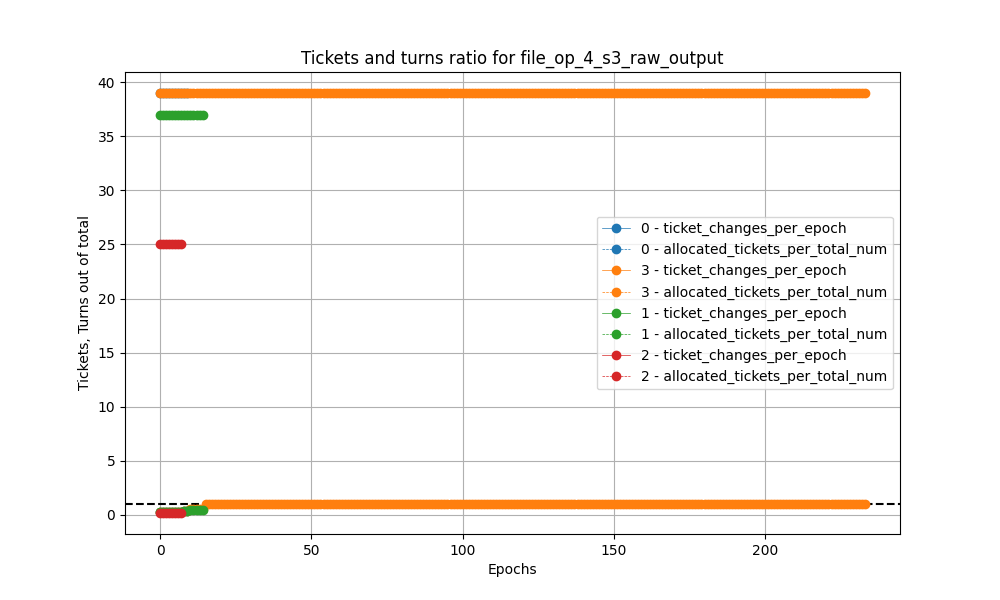 Tickets and turns ratio for file_op_4_s3_raw_output
Tickets, Turns out of total
40
35
30
25
20
15
10
5
0
0 - ticket_changes_per_epoch
0 - allocated_tickets_per_total_num
3 - ticket_changes_per_epoch
3 - allocated_tickets_per_total_num
1 - ticket_changes_per_epoch
1 - allocated_tickets_per_total_num
2 - ticket_changes_per_epoch
2 - allocated_tickets_per_total_num
0 50 100 150 200
Epochs